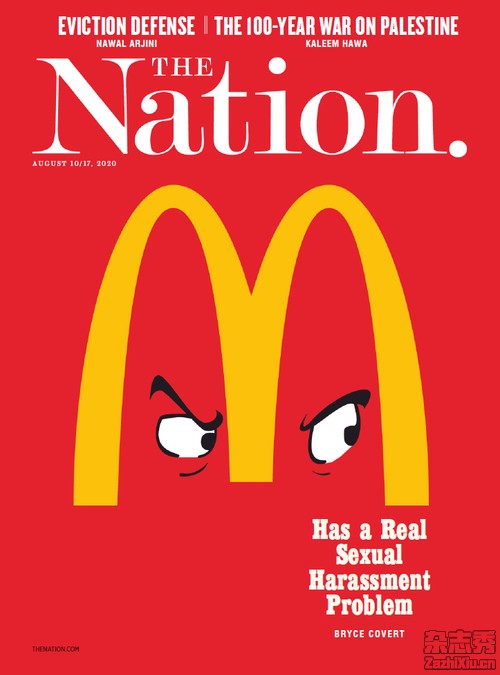 EVICTION DEFENSE | THE 100-YEAR WAR ON PALESTINE
NAWAL ARJINI KALEEM HAWA
THE
Nation.
AUGUST 10/17, 2020
M
Has a Real
Sexual
Harassment
Problem
BRYCE COVERT
THENATION.COM
杂志秀
ZazhiXiu.cn